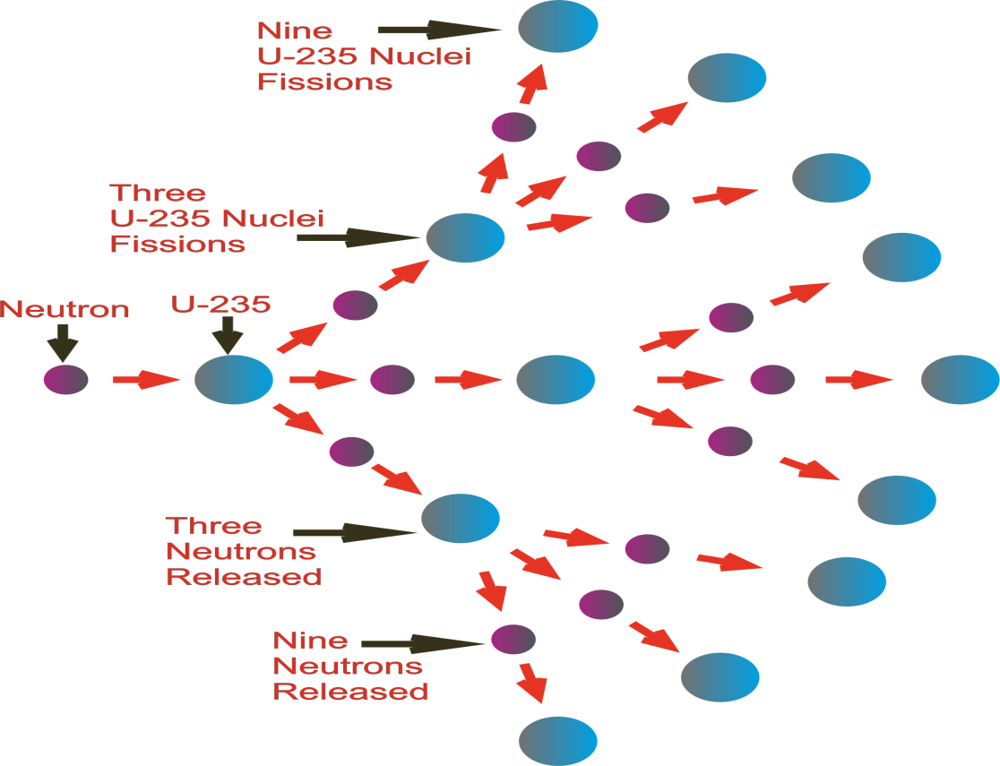 Nine
U-235 Nuclei
Fissions
Three
U-235 Nuclei
Fissions
Neutron
U-235
Three
Neutrons
Released
Nine
Neutrons
Released